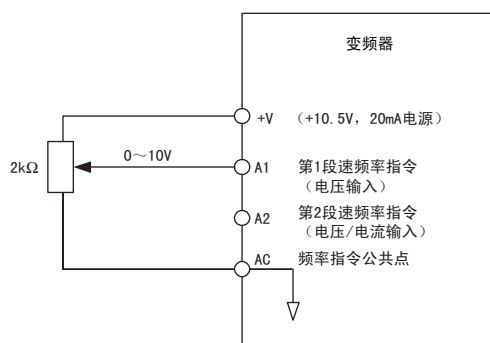 变频器
+V （+10.5V，20mA电源）
2kΩ
0～10V
A1 第1段速频率指令
（电压输入）
A2 第2段速频率指令
（电压/电流输入）
AC 频率指令公共点